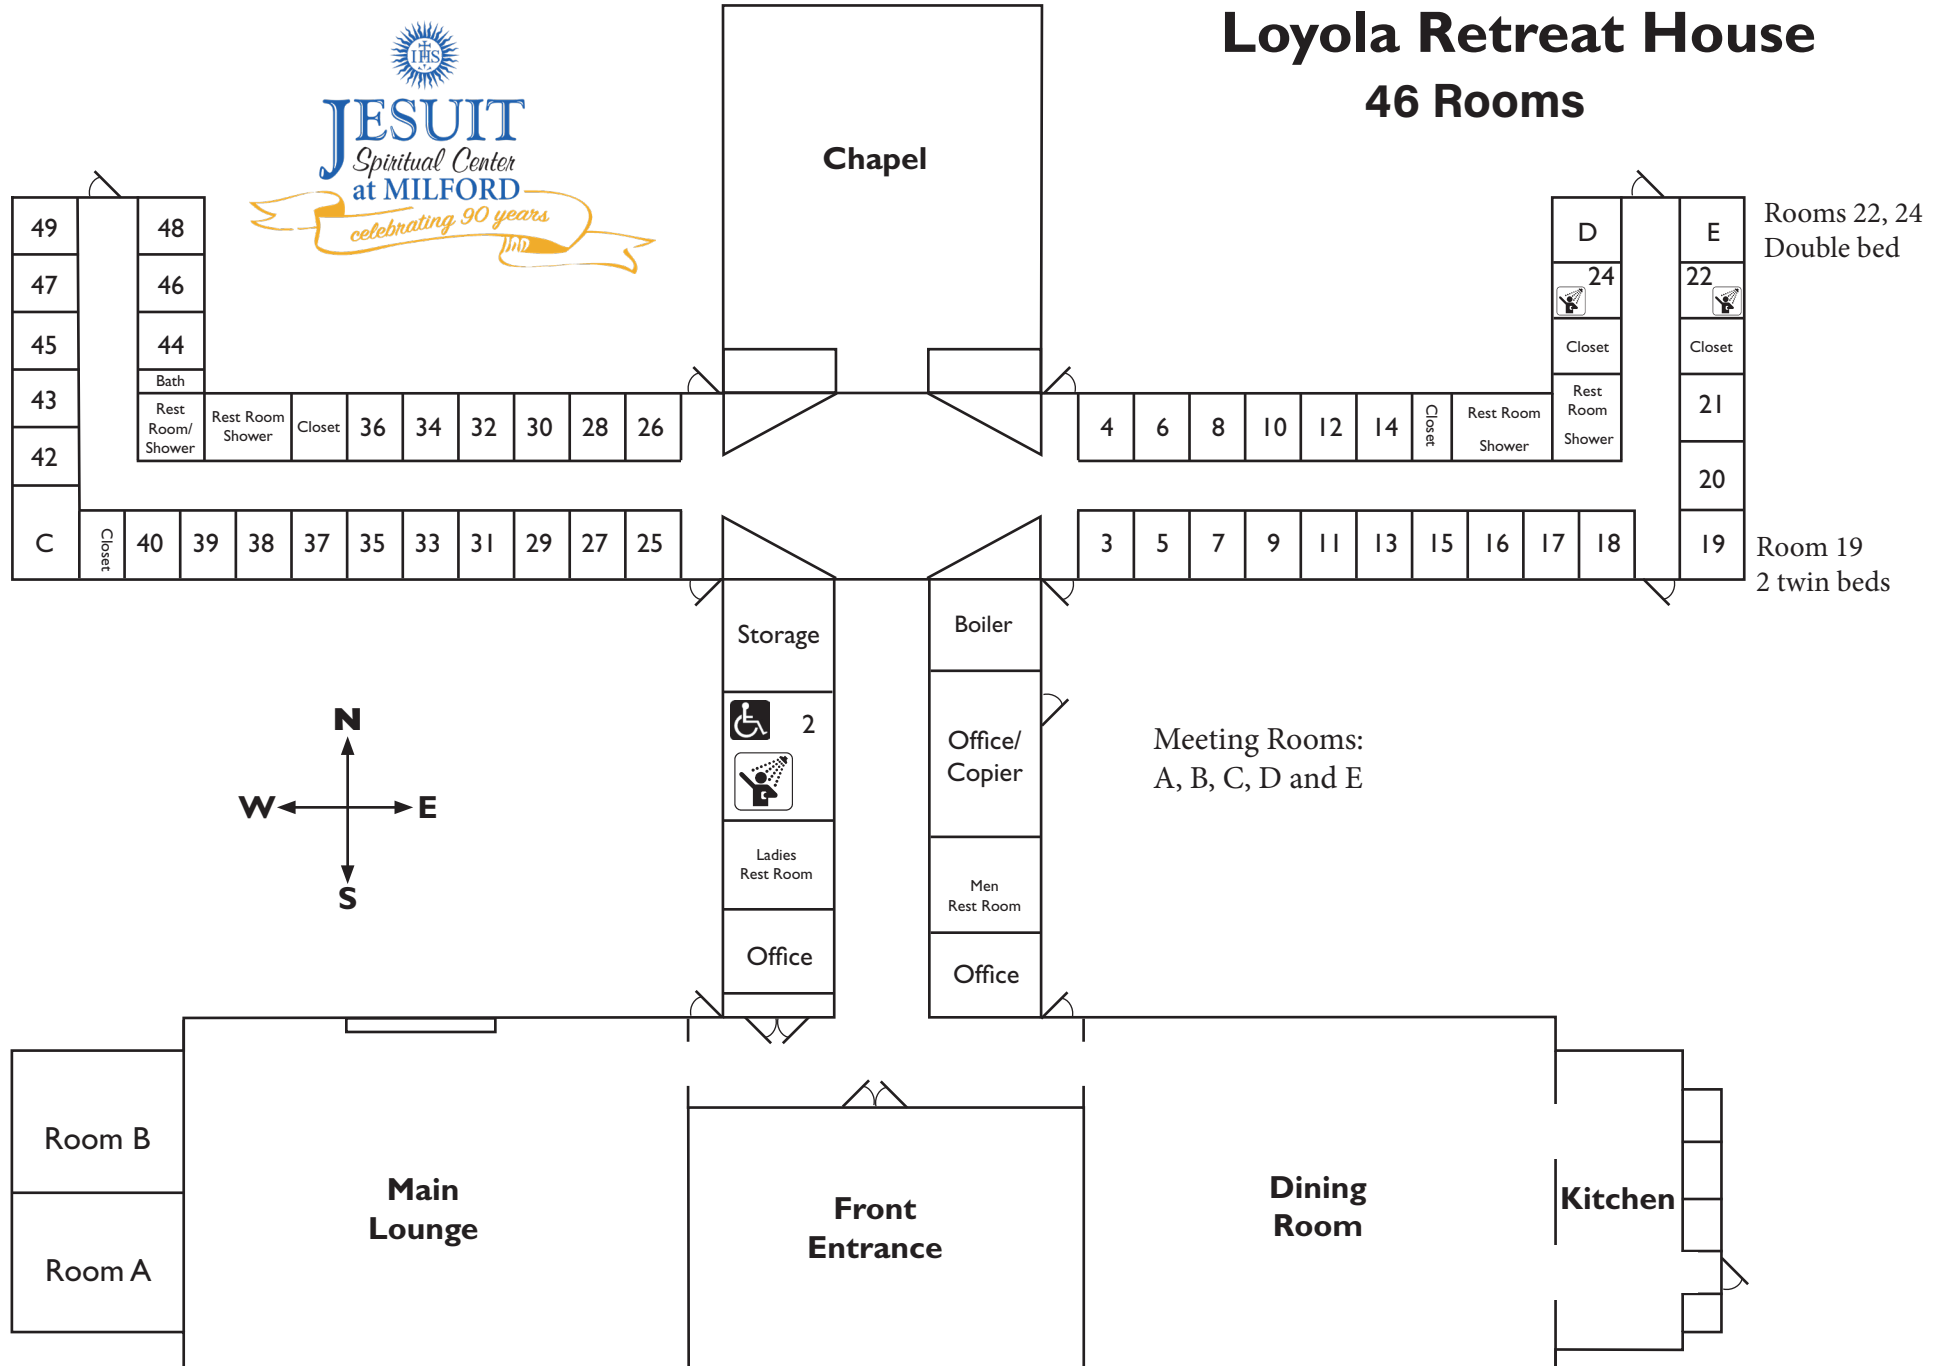 Loyola Retreat House
46 Rooms
IHS
JESUIT
Spiritual Center
at MILFORD
celebrating 90 years
Chapel
49
48
47
46
45
44
Bath
43
42
C
Rest
Room/
Shower
Rest Room
Shower
Closet
36
34
32
30
28
26
Closet
40
39
38
37
35
33
31
29
27
25
4
6
8
10
12
14
Closet
Rest Room
Shower
Rest
Room
Shower
D
E
24
22
Closet
Closet
21
20
3
5
7
9
11
13
15
16
17
18
19
Rooms 22, 24
Double bed
Room 19
2 twin beds
Storage
2
Ladies
Rest Room
Office
Boiler
Office/
Copier
Men
Rest Room
Office
N
W
E
S
Meeting Rooms:
A, B, C, D and E
Room B
Room A
Main
Lounge
Front
Entrance
Dining
Room
Kitchen